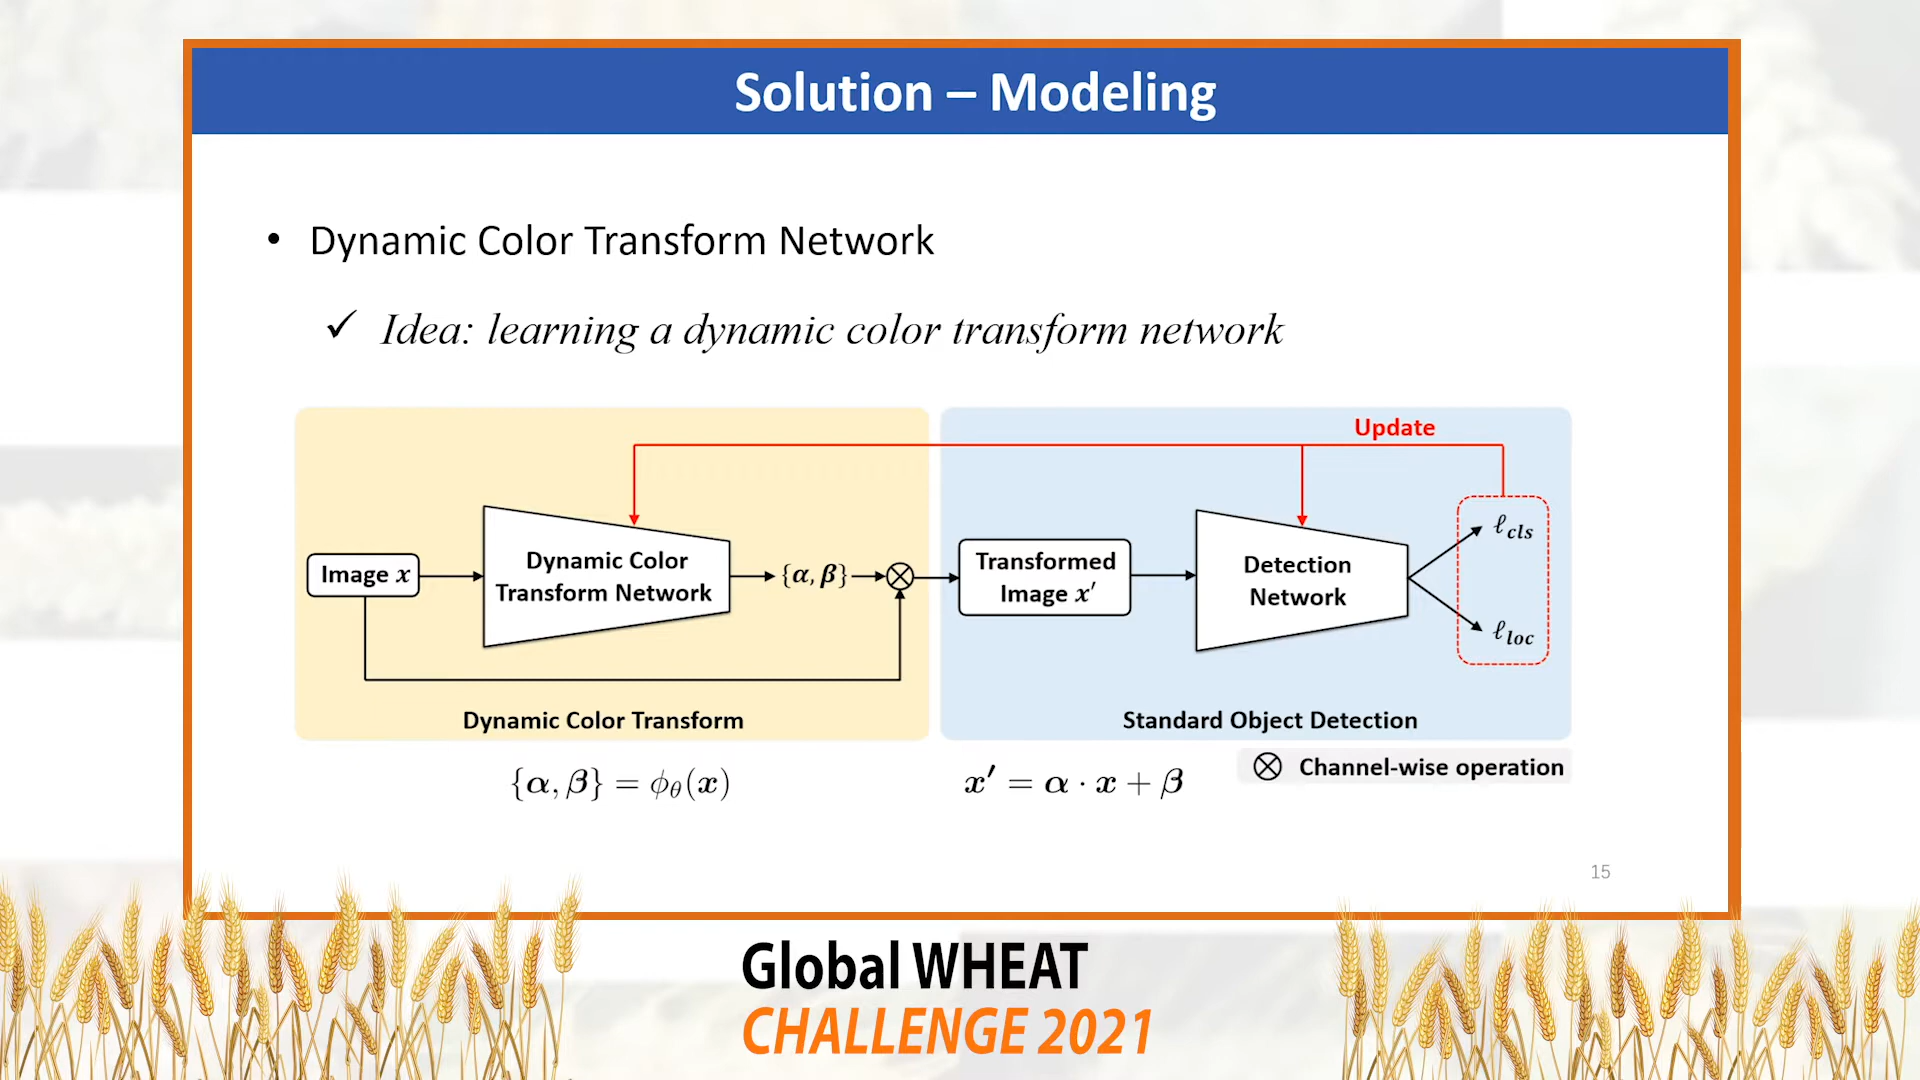 Solution – Modeling
• Dynamic Color Transform Network
✓ Idea: learning a dynamic color transform network
Update
Image x
Dynamic Color
Transform Network
{α, β}
Transformed
Image x′
Detection
Network
ℓcls
ℓloc
Dynamic Color Transform
Standard Object Detection
{α, β} = ϕθ(x)
x′ = α · x + β
⊗ Channel-wise operation
15
Global WHEAT
CHALLENGE 2021